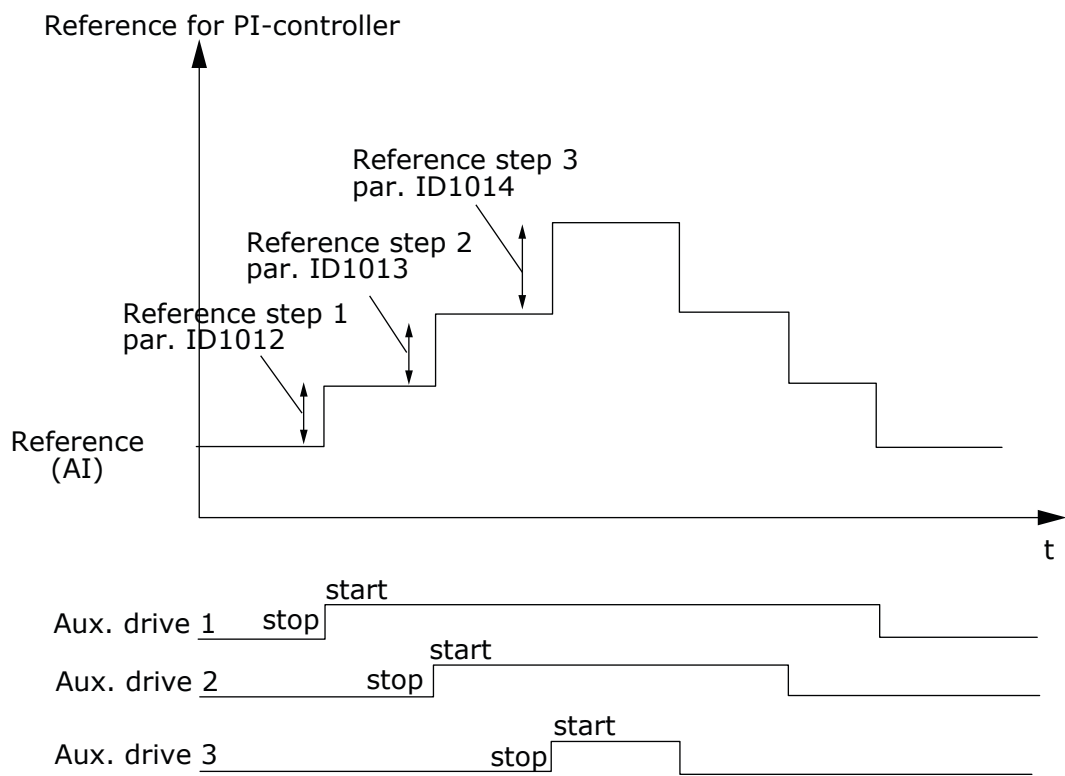 Reference for PI-controller
Reference step 3
par. ID1014
Reference step 2
par. ID1013
Reference step 1
par. ID1012
Reference
(AI)
t
start
Aux. drive 1 stop
start
Aux. drive 2 stop
start
Aux. drive 3 stop